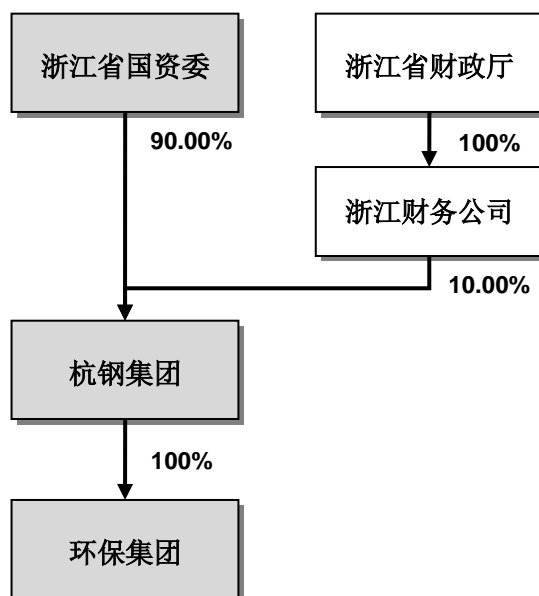 浙江省国资委
浙江省财政厅
90.00%
100%
浙江财务公司
10.00%
杭钢集团
100%
环保集团